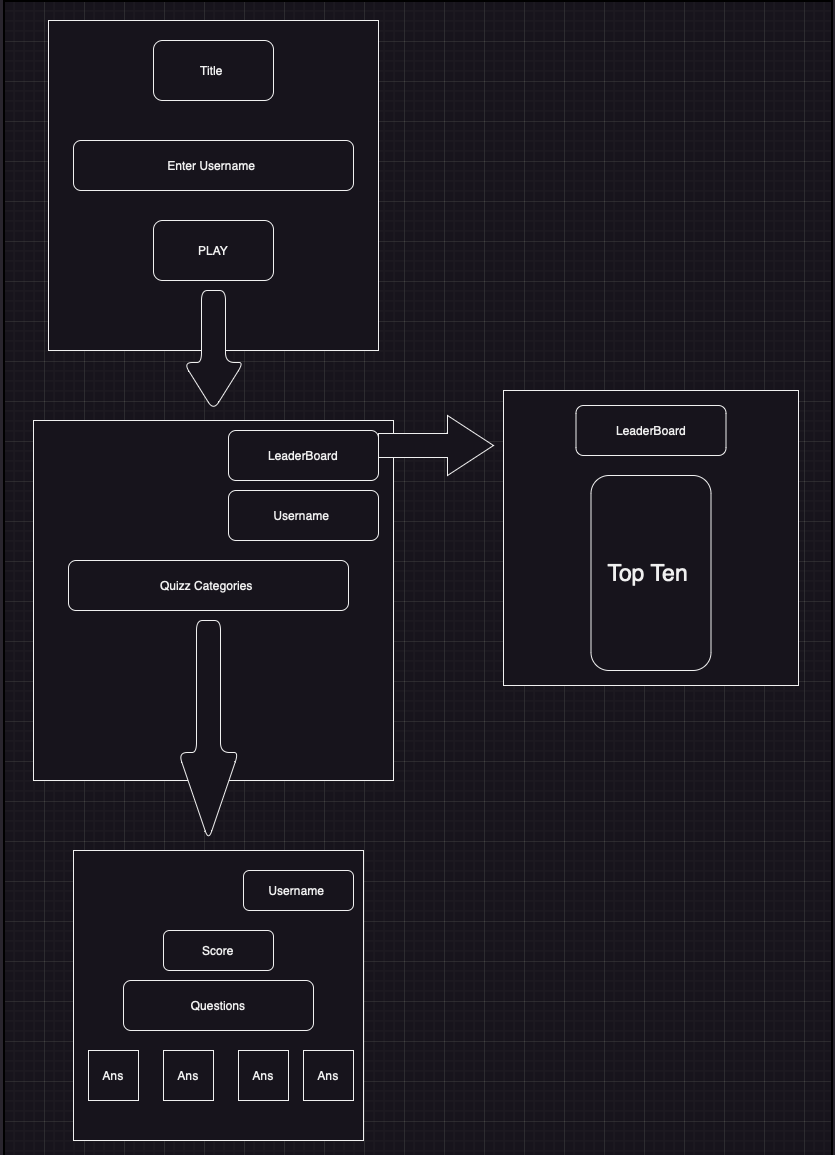 Title
Enter Username
PLAY
LeaderBoard
Username
Quizz Categories
LeaderBoard
Top Ten
Username
Score
Questions
Ans
Ans
Ans
Ans